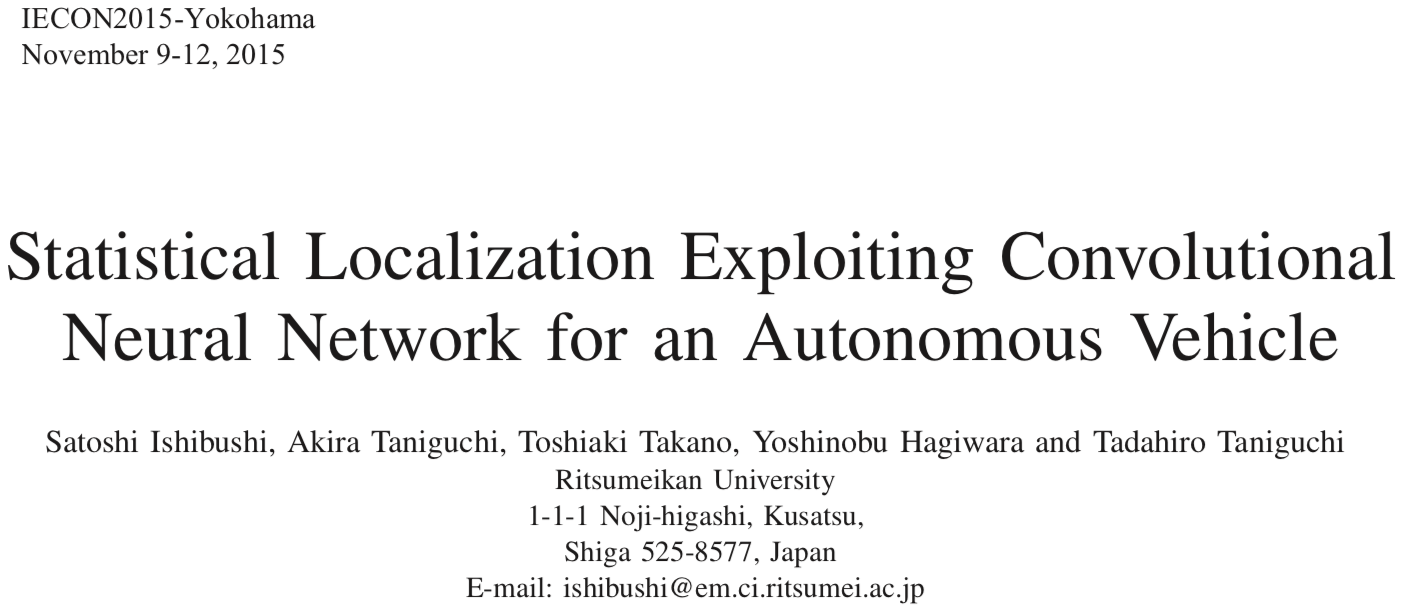 IECON2015-Yokohama
November 9-12, 2015
Statistical Localization Exploiting Convolutional
Neural Network for an Autonomous Vehicle
Satoshi Ishibushi, Akira Taniguchi, Toshiaki Takano, Yoshinobu Hagiwara and Tadahiro Taniguchi
Ritsumeikan University
1-1-1 Noji-higashi, Kusatsu,
Shiga 525-8577, Japan
E-mail: ishibushi@em.ci.ritsumei.ac.jp